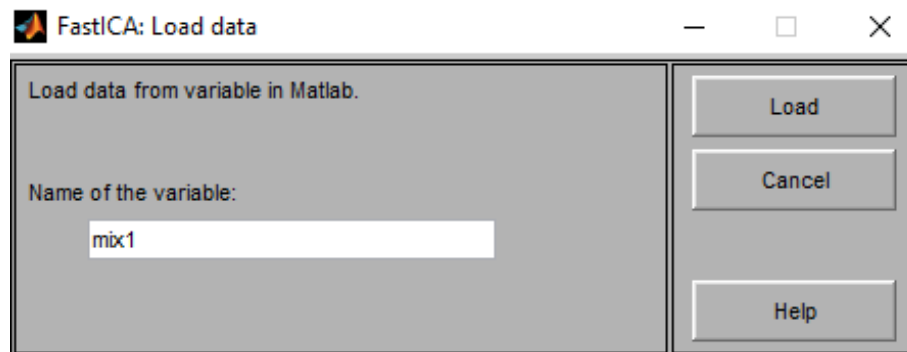 FastICA: Load data
Load data from variable in Matlab.
Name of the variable:
mix1
Load
Cancel
Help